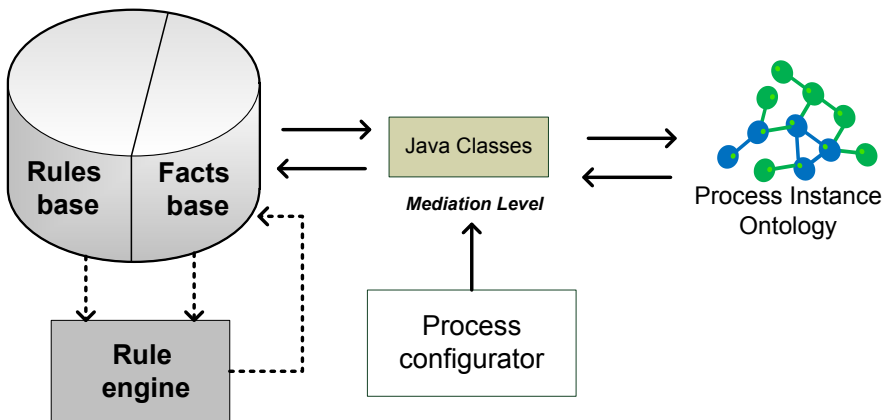 Rules
base
Facts
base
Java Classes
Mediation Level
Process Instance
Ontology
Process
configurator
Rule
engine